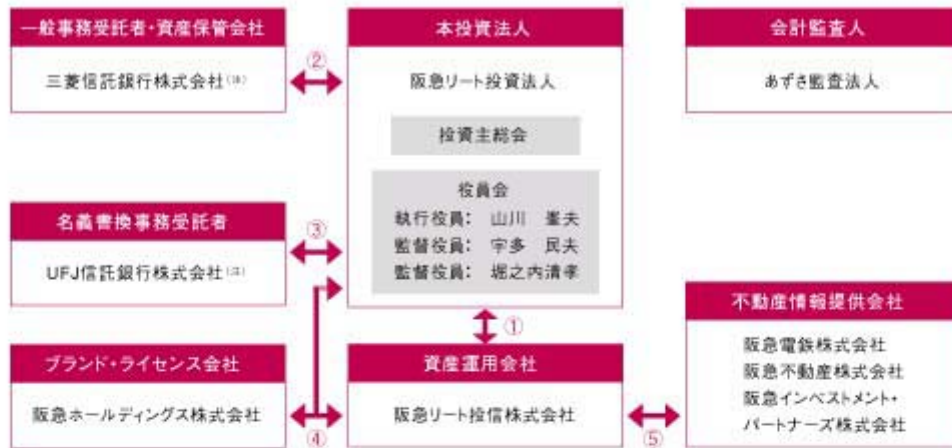 一般事務受託者・資産保管会社
三菱信託銀行株式会社(注)
②
本投資法人
阪急リート投資法人
投資主総会
役員会
執行役員： 山川 峯夫
監督役員： 宇多 民夫
監督役員： 堀之内清孝
会計監査人
あずさ監査法人
名義書換事務受託者
UFJ信託銀行株式会社(注)
③
①
ブランド・ライセンス会社
阪急ホールディングス株式会社
④
資産運用会社
阪急リート投信株式会社
⑤
不動産情報提供会社
阪急電鉄株式会社
阪急不動産株式会社
阪急インベストメント・
パートナーズ株式会社